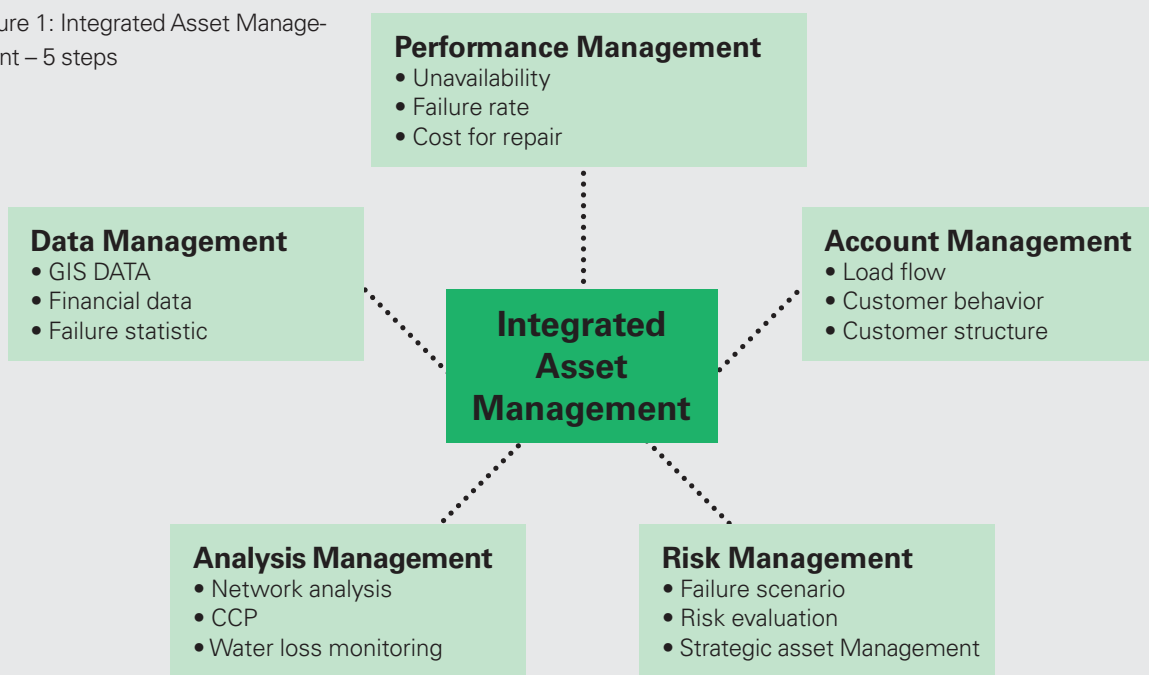 ure 1: Integrated Asset Manage-
nt – 5 steps
Performance Management
• Unavailability
• Failure rate
• Cost for repair
Data Management
• GIS DATA
• Financial data
• Failure statistic
Account Management
• Load flow
• Customer behavior
• Customer structure
Integrated
Asset
Management
Analysis Management
• Network analysis
• CCP
• Water loss monitoring
Risk Management
• Failure scenario
• Risk evaluation
• Strategic asset Management